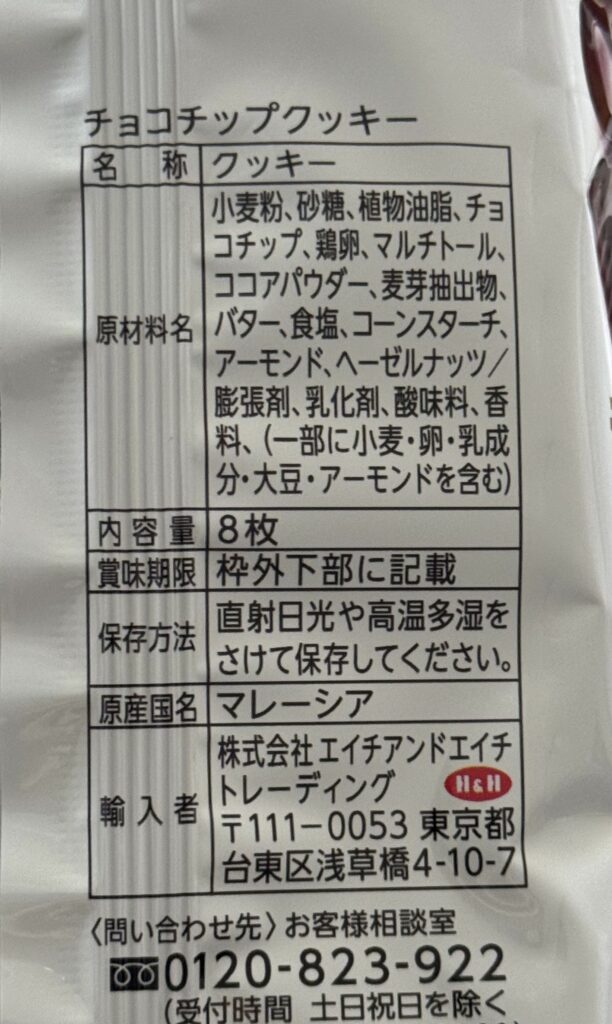 チョコチップクッキー
名称 クッキー
原材料名 小麦粉、砂糖、植物油脂、チョ
コチップ、鶏卵、マルチトール、
ココアパウダー、麦芽抽出物、
バター、食塩、コーンスターチ、
アーモンド、ヘーゼルナッツ/
膨張剤、乳化剤、酸味料、香
料、(一部に小麦・卵・乳成
分・大豆・アーモンドを含む)
内容量 8枚
賞味期限 枠外下部に記載
保存方法 直射日光や高温多湿を
さけて保存してください。
原産国名 マレーシア
輸入者 株式会社エイチアンドエイチ
トレーディング H&H
〒111-0053 東京都
台東区浅草橋4-10-7
〈問い合わせ先〉お客様相談室
0120-823-922
(受付時間 土日祝日を除く